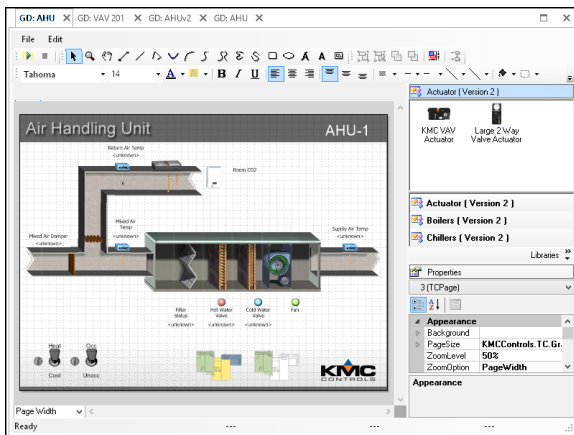 GD: AHU X GD: VAV 201 X GD: AHUv2 X GD: AHU X
File Edit
Tahoma 14 A B I U
Actuator ( Version 2 )
KMC VAV Actuator
Large 2 Way Valve Actuator
Air Handling Unit AHU-1
Return Air Temp
<unknown>
Room CO2
Mixed Air Damper
<unknown>
Mixed Air
Temp
<unknown>
Supply Air Temp
<unknown>
Filter
Status
<unknown>
Hot Water
Valve
<unknown>
Cold Water
Valve
<unknown>
Fan
Heat
Cool
Occ
Unocc
KMC
CONTROLS
Actuator ( Version 2 )
Boilers ( Version 2 )
Chillers ( Version 2 )
Libraries
Properties
3 (TCPage)
Appearance
Background
PageSize KMCControls.TC.Gra
ZoomLevel 50%
ZoomOption PageWidth
Appearance
Page Width
Ready --- --- ---